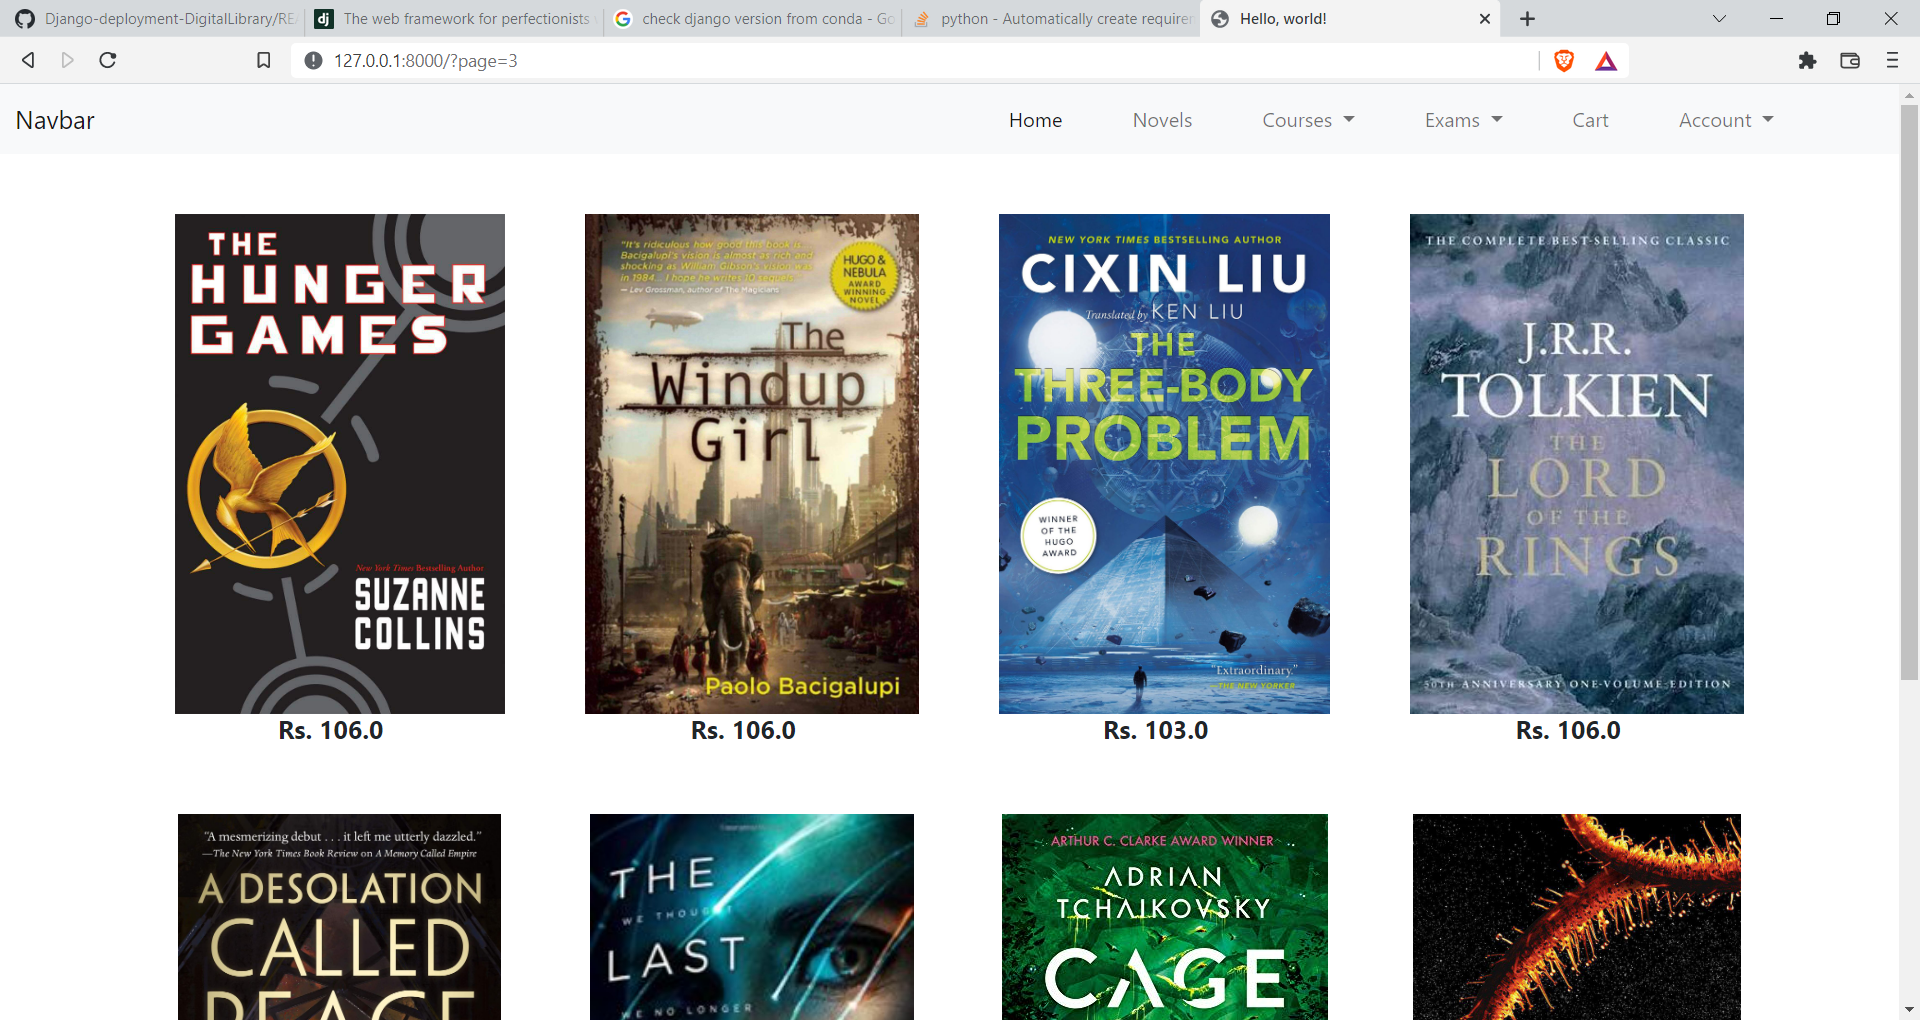 Django-deployment-DigitalLibrary/RE
The web framework for perfectionists
check django version from conda - Go
python - Automatically create require
Hello, world!
127.0.0.1:8000/?page=3
Navbar
Home
Novels
Courses
Exams
Cart
Account
THE
HUNGER
GAMES
New York Times Bestselling Author
SUZANNE
COLLINS
Rs. 106.0
"It's ridiculous how good this book is.
Bacigalupi's vision is almost as rich and
shocking as William Gibson's vision was
in 1984... I hope he writes 10 sequels."
— Lev Grossman, author of The Magicians
HUGO &
NEBULA
AWARD
WINNING
NOVEL
The
Windup
Girl
Paolo Bacigalupi
Rs. 106.0
NEW YORK TIMES BESTSELLING AUTHOR
CIXIN LIU
Translated by KEN LIU
THE
THREE-BODY
PROBLEM
WINNER
OF THE
HUGO
AWARD
"Extraordinary."
—THE NEW YORKER
Rs. 103.0
THE COMPLETE BEST-SELLING CLASSIC
J.R.R.
TOLKIEN
THE
LORD
OF THE
RINGS
50TH ANNIVERSARY ONE-VOLUME EDITION
Rs. 106.0
"A mesmerizing debut . . . it left me utterly dazzled."
—The New York Times Book Review on A Memory Called Empire
A DESOLATION
CALLED
PEACE
THE
WE THOUGHT
LAST
WE NO LONGER
ARTHUR C. CLARKE AWARD WINNER
ADRIAN
TCHAIKOVSKY
CAGE